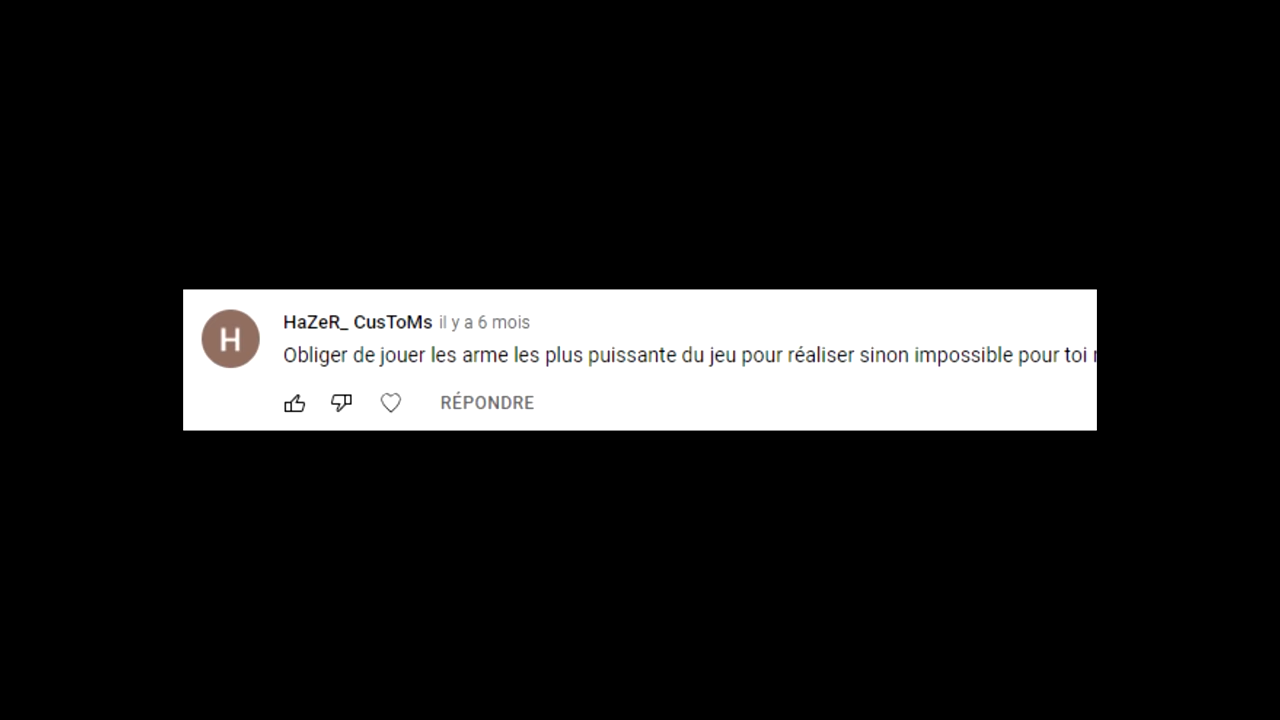 H
HaZeR_ CusToMs il y a 6 mois
Obliger de jouer les arme les plus puissante du jeu pour réaliser sinon impossible pour toi
RÉPONDRE